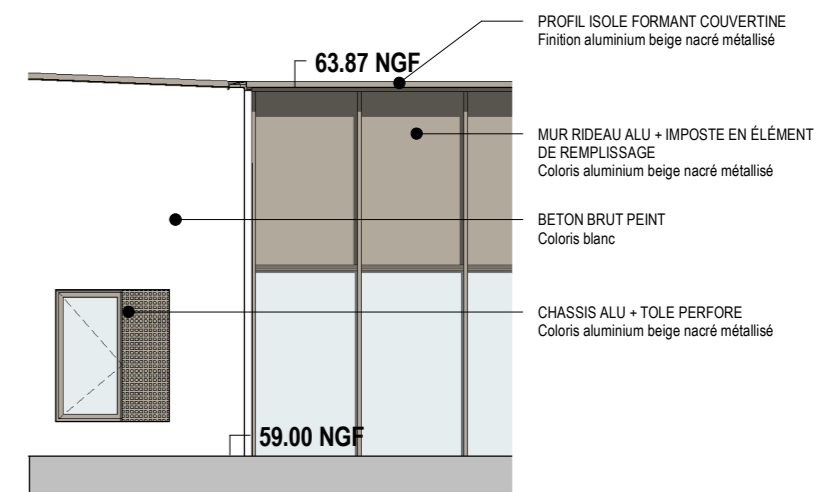 PROFIL ISOLE FORMANT COUVERTINE
Finition aluminium beige nacré métallisé
63.87 NGF
MUR RIDEAU ALU + IMPOSTE EN ÉLÉMENT
DE REMPLISSAGE
Coloris aluminium beige nacré métallisé
BETON BRUT PEINT
Coloris blanc
CHASSIS ALU + TOLE PERFORE
Coloris aluminium beige nacré métallisé
59.00 NGF